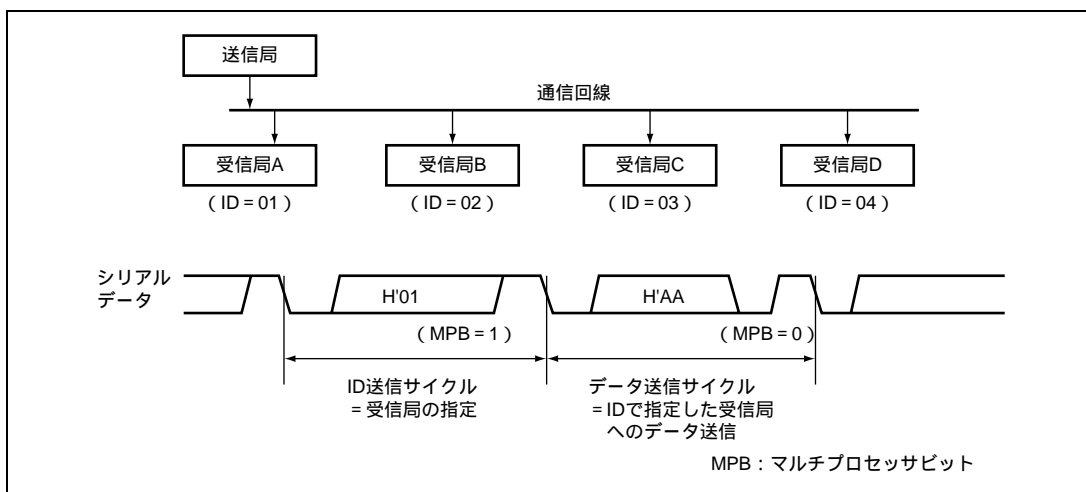 送信局
通信回線
受信局A
受信局B
受信局C
受信局D
（ID = 01）
（ID = 02）
（ID = 03）
（ID = 04）
シリアル
データ
H'01
H'AA
（MPB = 1）
（MPB = 0）
ID送信サイクル
= 受信局の指定
データ送信サイクル
= IDで指定した受信局
へのデータ送信
MPB：マルチプロセッサビット